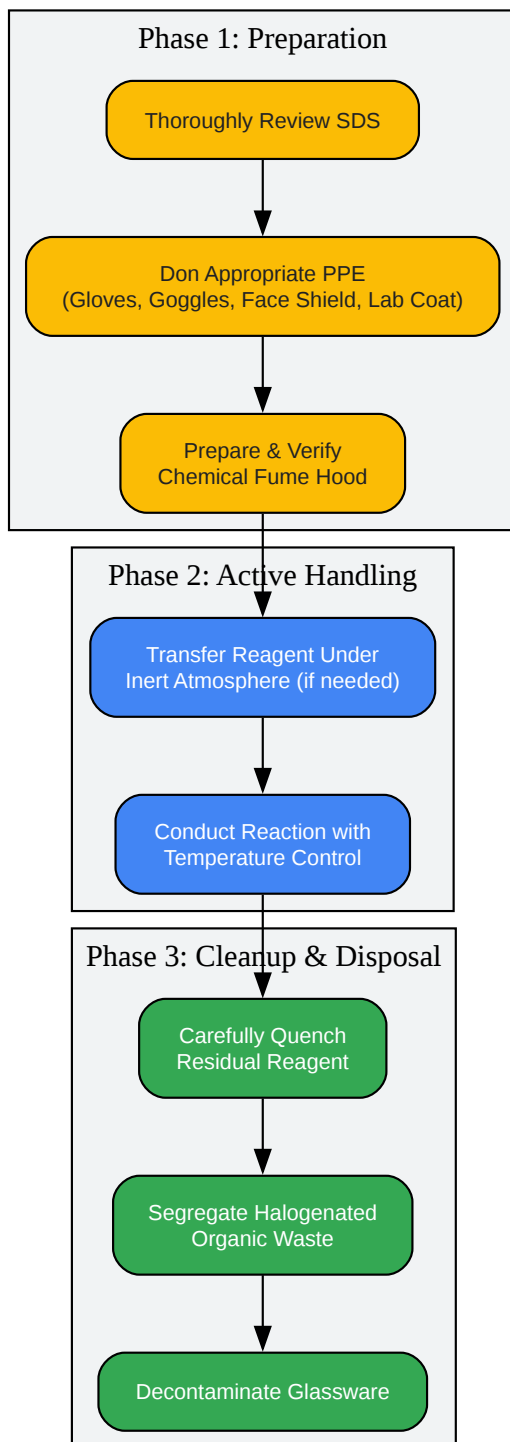 Phase 1: Preparation
Thoroughly Review SDS
Don Appropriate PPE
(Gloves, Goggles, Face Shield, Lab Coat)
Prepare & Verify
Chemical Fume Hood
Phase 2: Active Handling
Transfer Reagent Under
Inert Atmosphere (if needed)
Conduct Reaction with
Temperature Control
Phase 3: Cleanup & Disposal
Carefully Quench
Residual Reagent
Segregate Halogenated
Organic Waste
Decontaminate Glassware